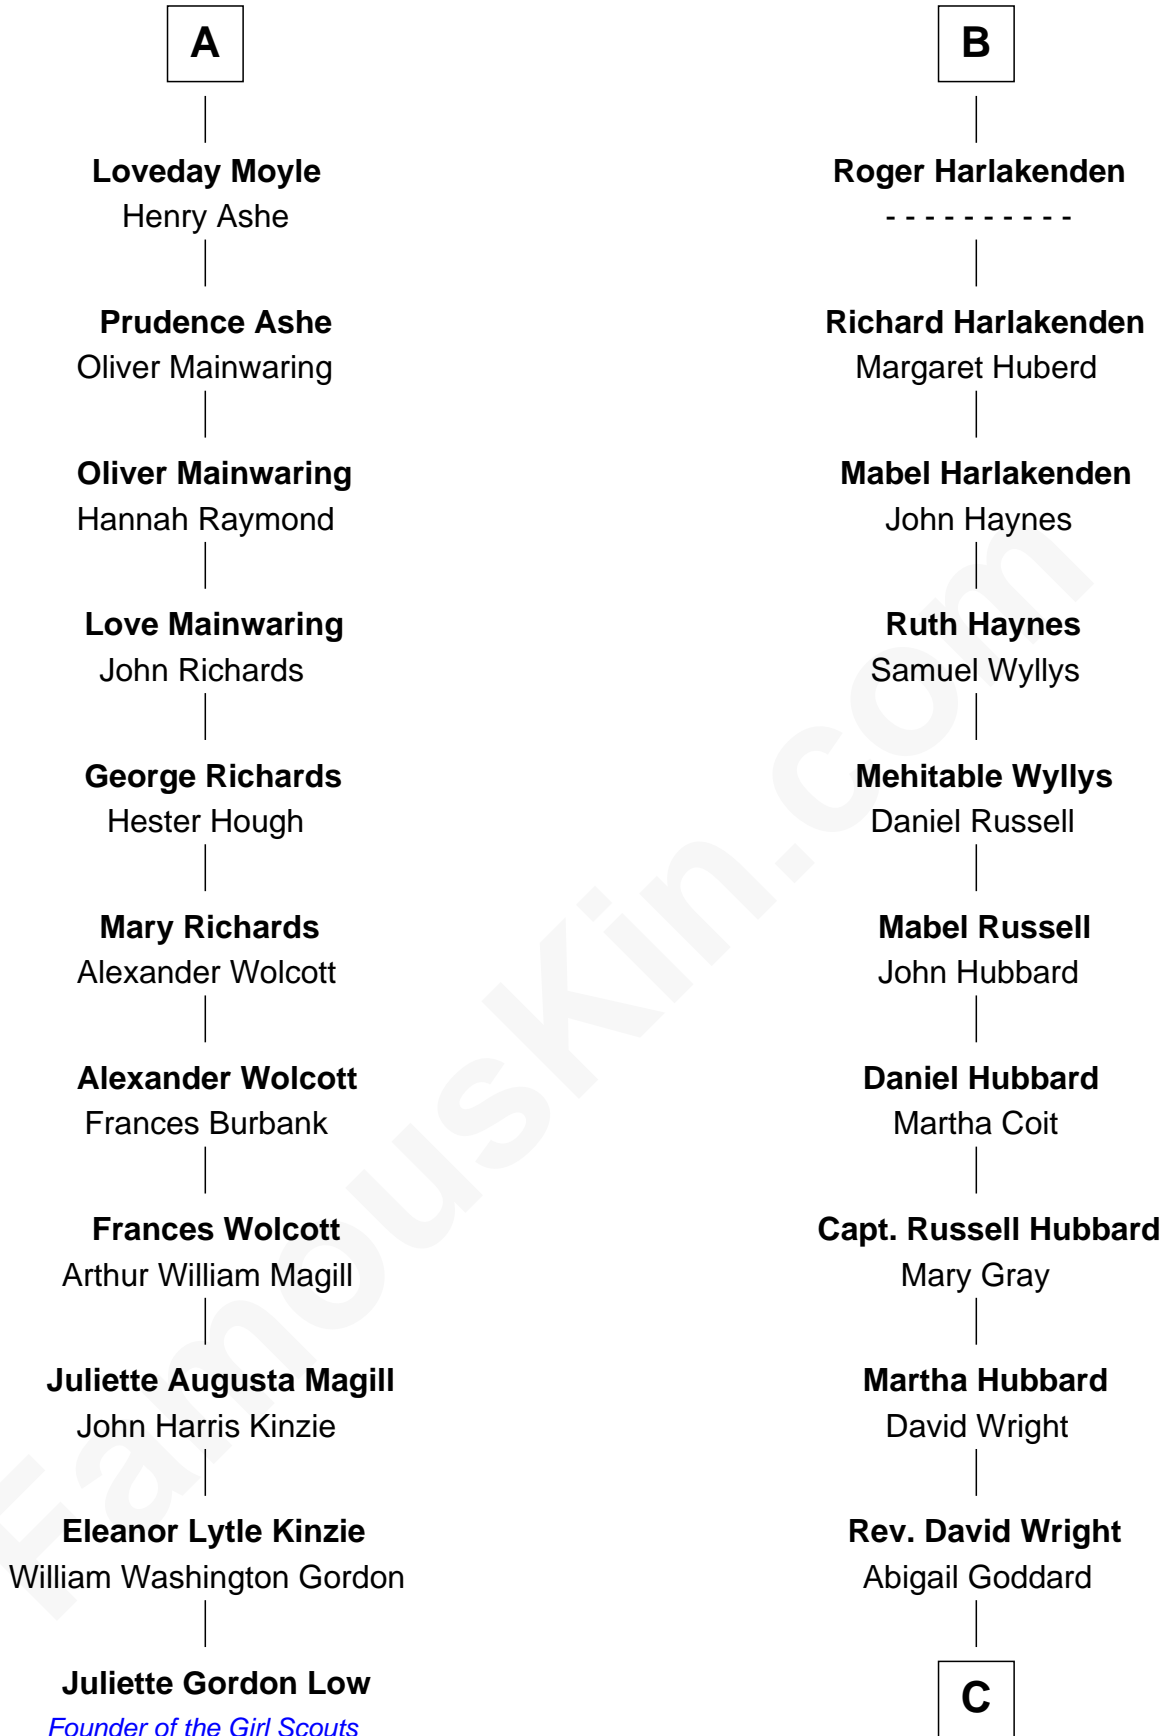 A
Loveday Moyle
Henry Ashe
Prudence Ashe
Oliver Mainwaring
Oliver Mainwaring
Hannah Raymond
Love Mainwaring
John Richards
George Richards
Hester Hough
Mary Richards
Alexander Wolcott
Alexander Wolcott
Frances Burbank
Frances Wolcott
Arthur William Magill
Juliette Augusta Magill
John Harris Kinzie
Eleanor Lytle Kinzie
William Washington Gordon
Juliette Gordon Low
Founder of the Girl Scouts
B
Roger Harlakenden
- - - - - - - - - -
Richard Harlakenden
Margaret Huberd
Mabel Harlakenden
John Haynes
Ruth Haynes
Samuel Wyllys
Mehitable Wyllys
Daniel Russell
Mabel Russell
John Hubbard
Daniel Hubbard
Martha Coit
Capt. Russell Hubbard
Mary Gray
Martha Hubbard
David Wright
Rev. David Wright
Abigail Goddard
C
FamousKin.com